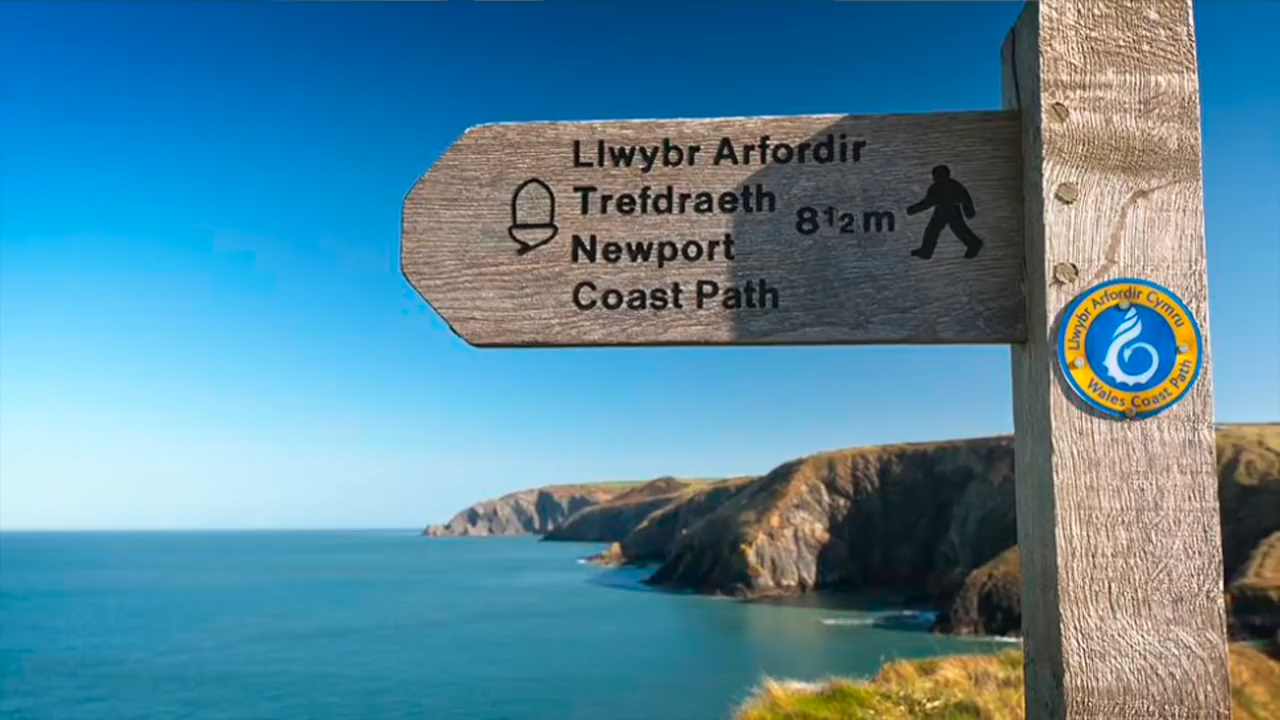 Llwybr Arfordir
Trefdraeth
8½ m
Newport
Coast Path
Llwybr Arfordir Cymru
Wales Coast Path